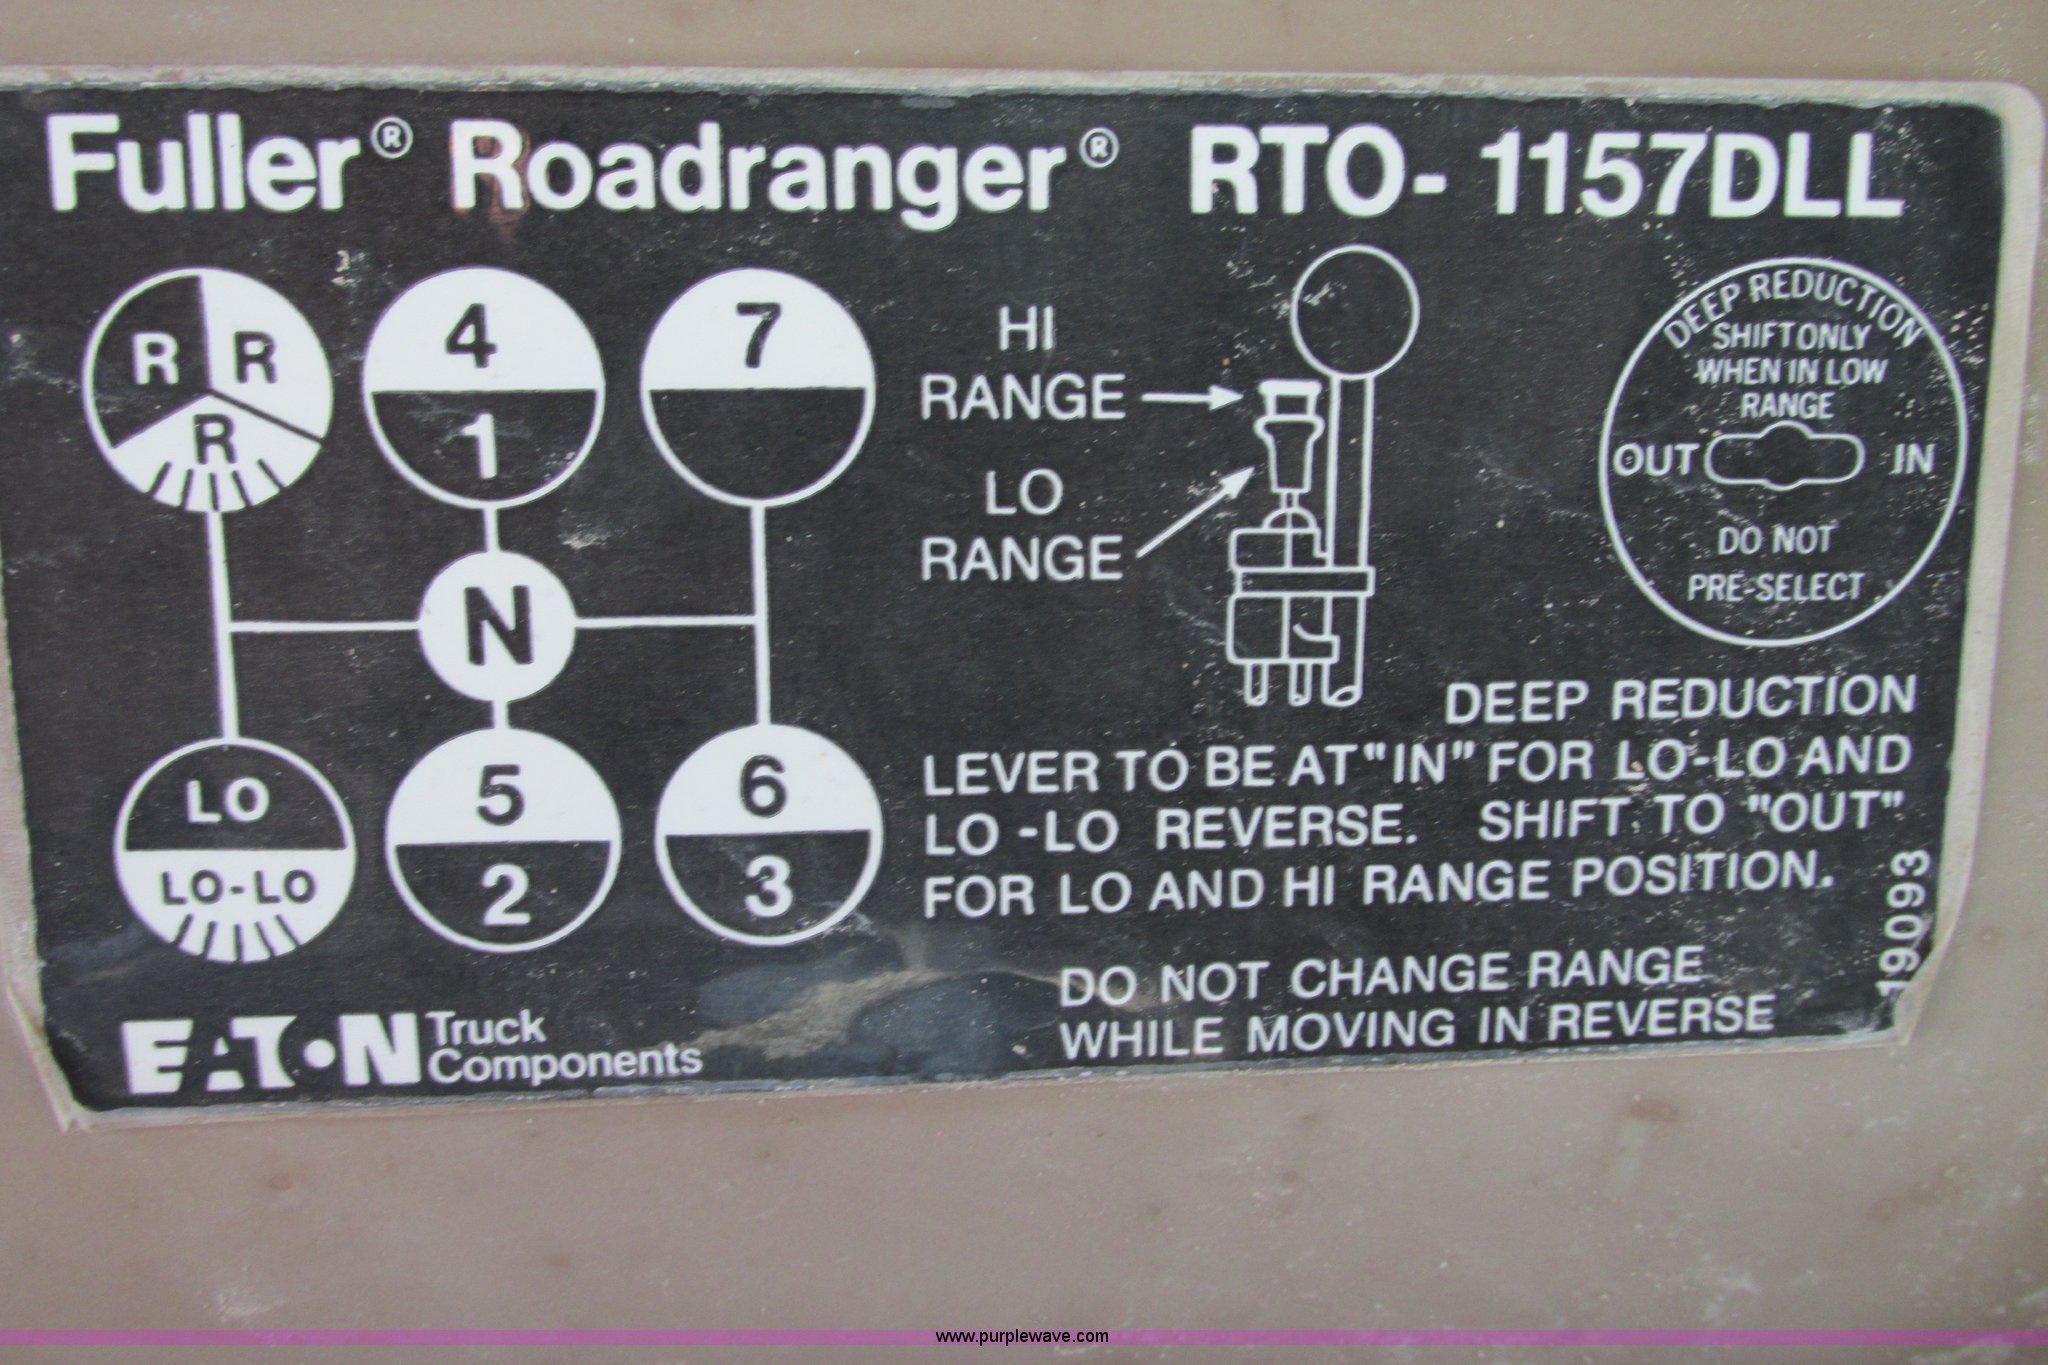 Fuller® Roadranger® RTO-1157DLL
R R
R
4
1
7
N
LO
LO-LO
5
2
6
3
HI
RANGE
LO
RANGE
DEEP REDUCTION
SHIFT ONLY
WHEN IN LOW
RANGE
OUT IN
DO NOT
PRE-SELECT
DEEP REDUCTION
LEVER TO BE AT "IN" FOR LO-LO AND
LO-LO REVERSE. SHIFT TO "OUT"
FOR LO AND HI RANGE POSITION.
DO NOT CHANGE RANGE
WHILE MOVING IN REVERSE
19093
EATON Truck
Components
www.purplewave.com